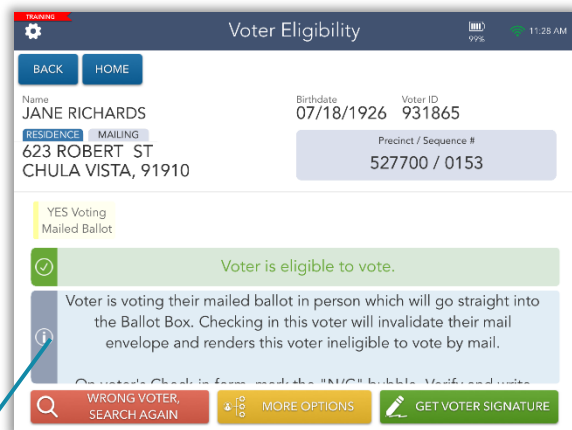 TRAINING
Voter Eligibility
99%
11:28 AM
BACK
HOME
Name
JANE RICHARDS
Birthdate
07/18/1926
Voter ID
931865
RESIDENCE
MAILING
623 ROBERT ST
CHULA VISTA, 91910
Precinct / Sequence #
527700 / 0153
YES Voting
Mailed Ballot
Voter is eligible to vote.
Voter is voting their mailed ballot in person which will go straight into
the Ballot Box. Checking in this voter will invalidate their mail
envelope and renders this voter ineligible to vote by mail.
On voter's Check-in form, mark the "N/G" bubble. Verify and write
WRONG VOTER,
SEARCH AGAIN
MORE OPTIONS
GET VOTER SIGNATURE